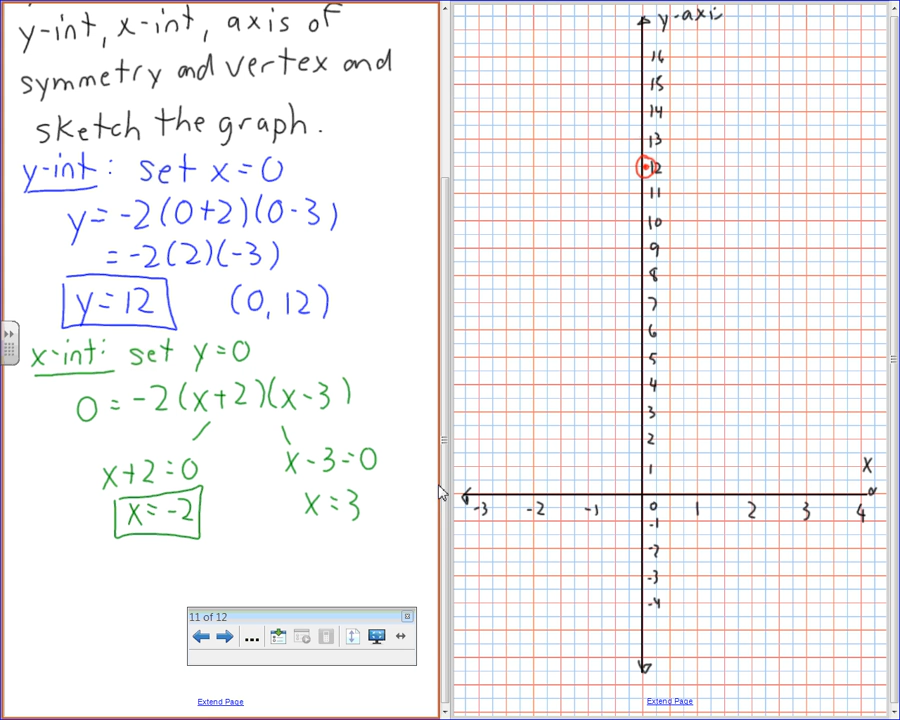 y-int, x-int, axis of
symmetry and vertex and
sketch the graph.
y-int: set x=0
y= -2(0+2)(0-3)
= -2(2)(-3)
y=12 (0, 12)
x-int: set y=0
0 = -2(x+2)(x-3)
x+2=0 x-3=0
x=-2 x=3
11 of 12
Extend Page
y-axis
16
15
14
13
12
11
10
9
8
7
6
5
4
3
2
1
X
-3 -2 -1 0 1 2 3 4
-1
-2
-3
-4
Extend Page